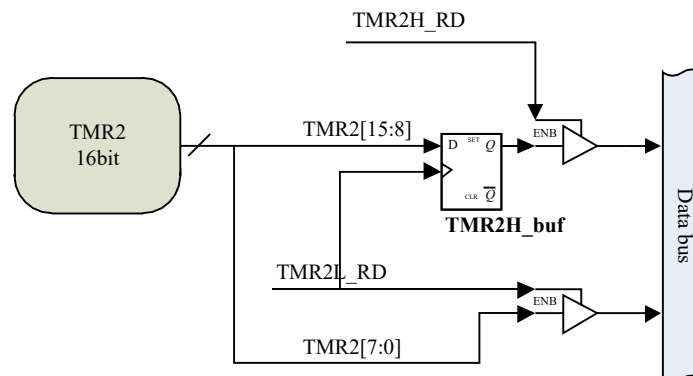 TMR2H_RD
TMR2
16bit
TMR2[15:8]
D SET Q
CLR Q
ENB
TMR2H_buf
TMR2L_RD
ENB
TMR2[7:0]
Data bus